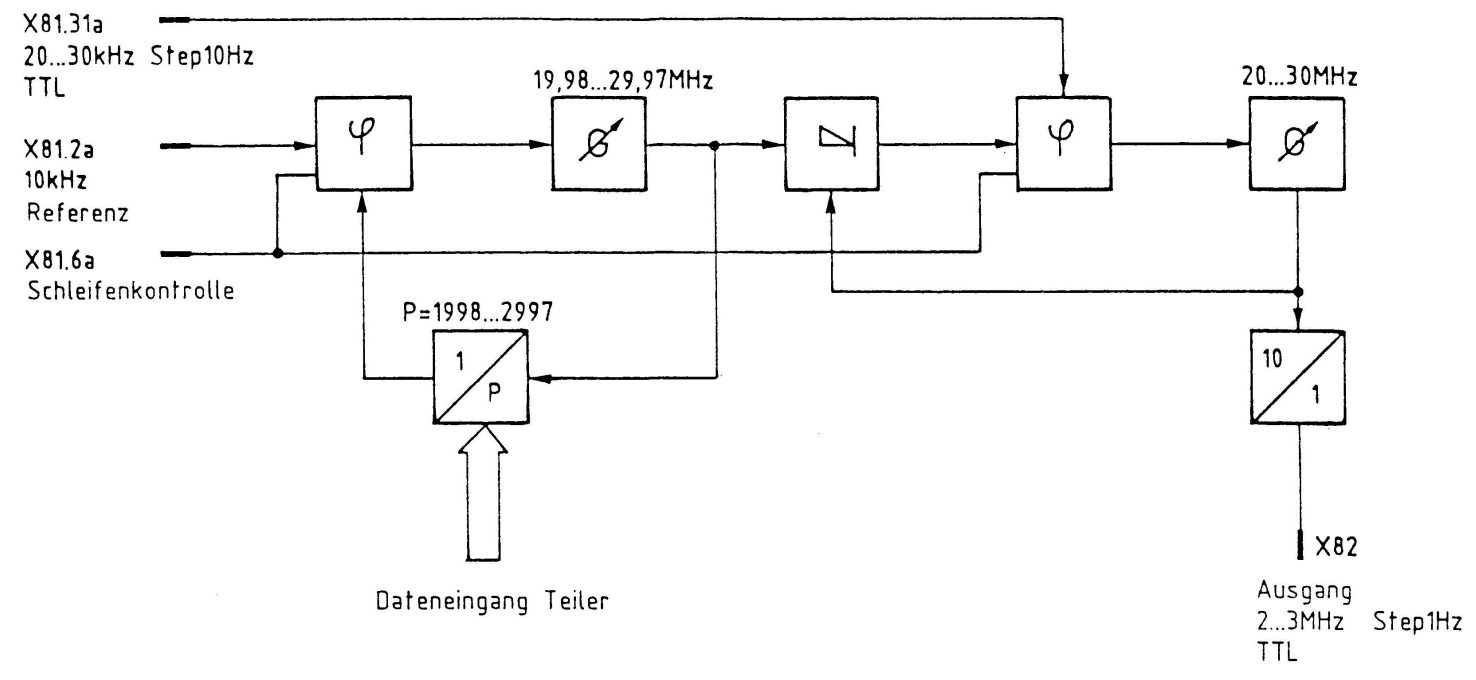 X81.31a
20...30kHz Step10Hz
TTL
19,98...29,97MHz
20...30MHz
φ
G
φ
G
X81.2a
10kHz
Referenz
X81.6a
Schleifenkontrolle
P=1998...2997
1
P
10
1
X82
Dateneingang Teiler
Ausgang
2...3MHz Step1Hz
TTL